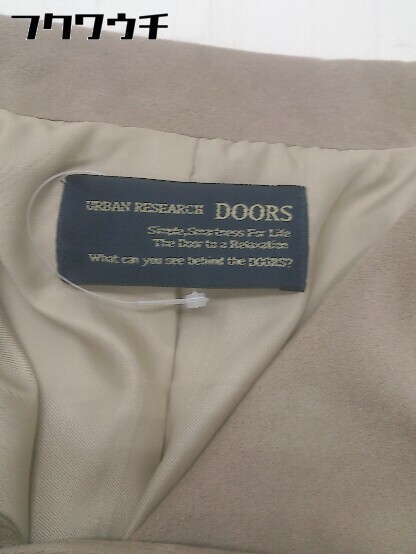 フクワウチ
URBAN RESEARCH DOORS
Simple,Smartness For Life
The Door to a Relaxation
What can you see behind the DOORS?